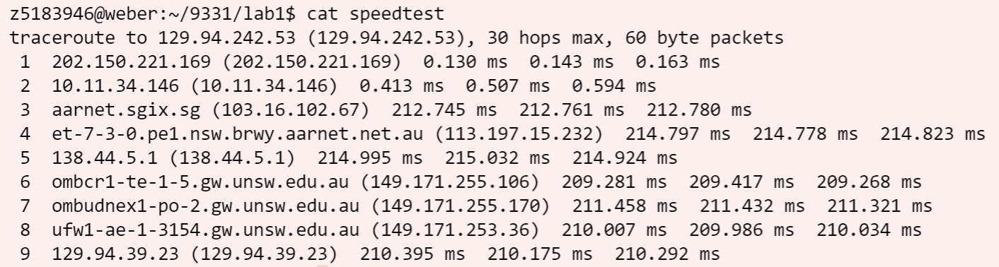 z5183946@weber:~/9331/lab1$ cat speedtest
traceroute to 129.94.242.53 (129.94.242.53), 30 hops max, 60 byte packets
1 202.150.221.169 (202.150.221.169) 0.130 ms 0.143 ms 0.163 ms
2 10.11.34.146 (10.11.34.146) 0.413 ms 0.507 ms 0.594 ms
3 aarnet.sgix.sg (103.16.102.67) 212.745 ms 212.761 ms 212.780 ms
4 et-7-3-0.pe1.nsw.brwy.aarnet.net.au (113.197.15.232) 214.797 ms 214.778 ms 214.823 ms
5 138.44.5.1 (138.44.5.1) 214.995 ms 215.032 ms 214.924 ms
6 ombcr1-te-1-5.gw.unsw.edu.au (149.171.255.106) 209.281 ms 209.417 ms 209.268 ms
7 ombudnex1-po-2.gw.unsw.edu.au (149.171.255.170) 211.458 ms 211.432 ms 211.321 ms
8 ufw1-ae-1-3154.gw.unsw.edu.au (149.171.253.36) 210.007 ms 209.986 ms 210.034 ms
9 129.94.39.23 (129.94.39.23) 210.395 ms 210.175 ms 210.292 ms